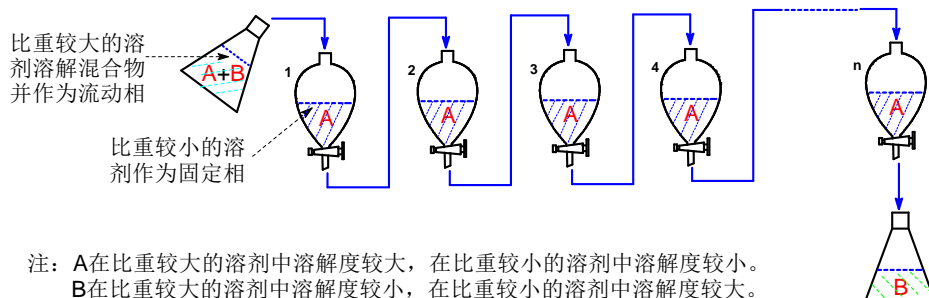 比重较大的溶
剂溶解混合物
并作为流动相
A+B
比重较小的溶
剂作为固定相
1
A
2
A
3
A
4
A
n
A
B
注：A在比重较大的溶剂中溶解度较大，在比重较小的溶剂中溶解度较小。
B在比重较大的溶剂中溶解度较小，在比重较小的溶剂中溶解度较大。